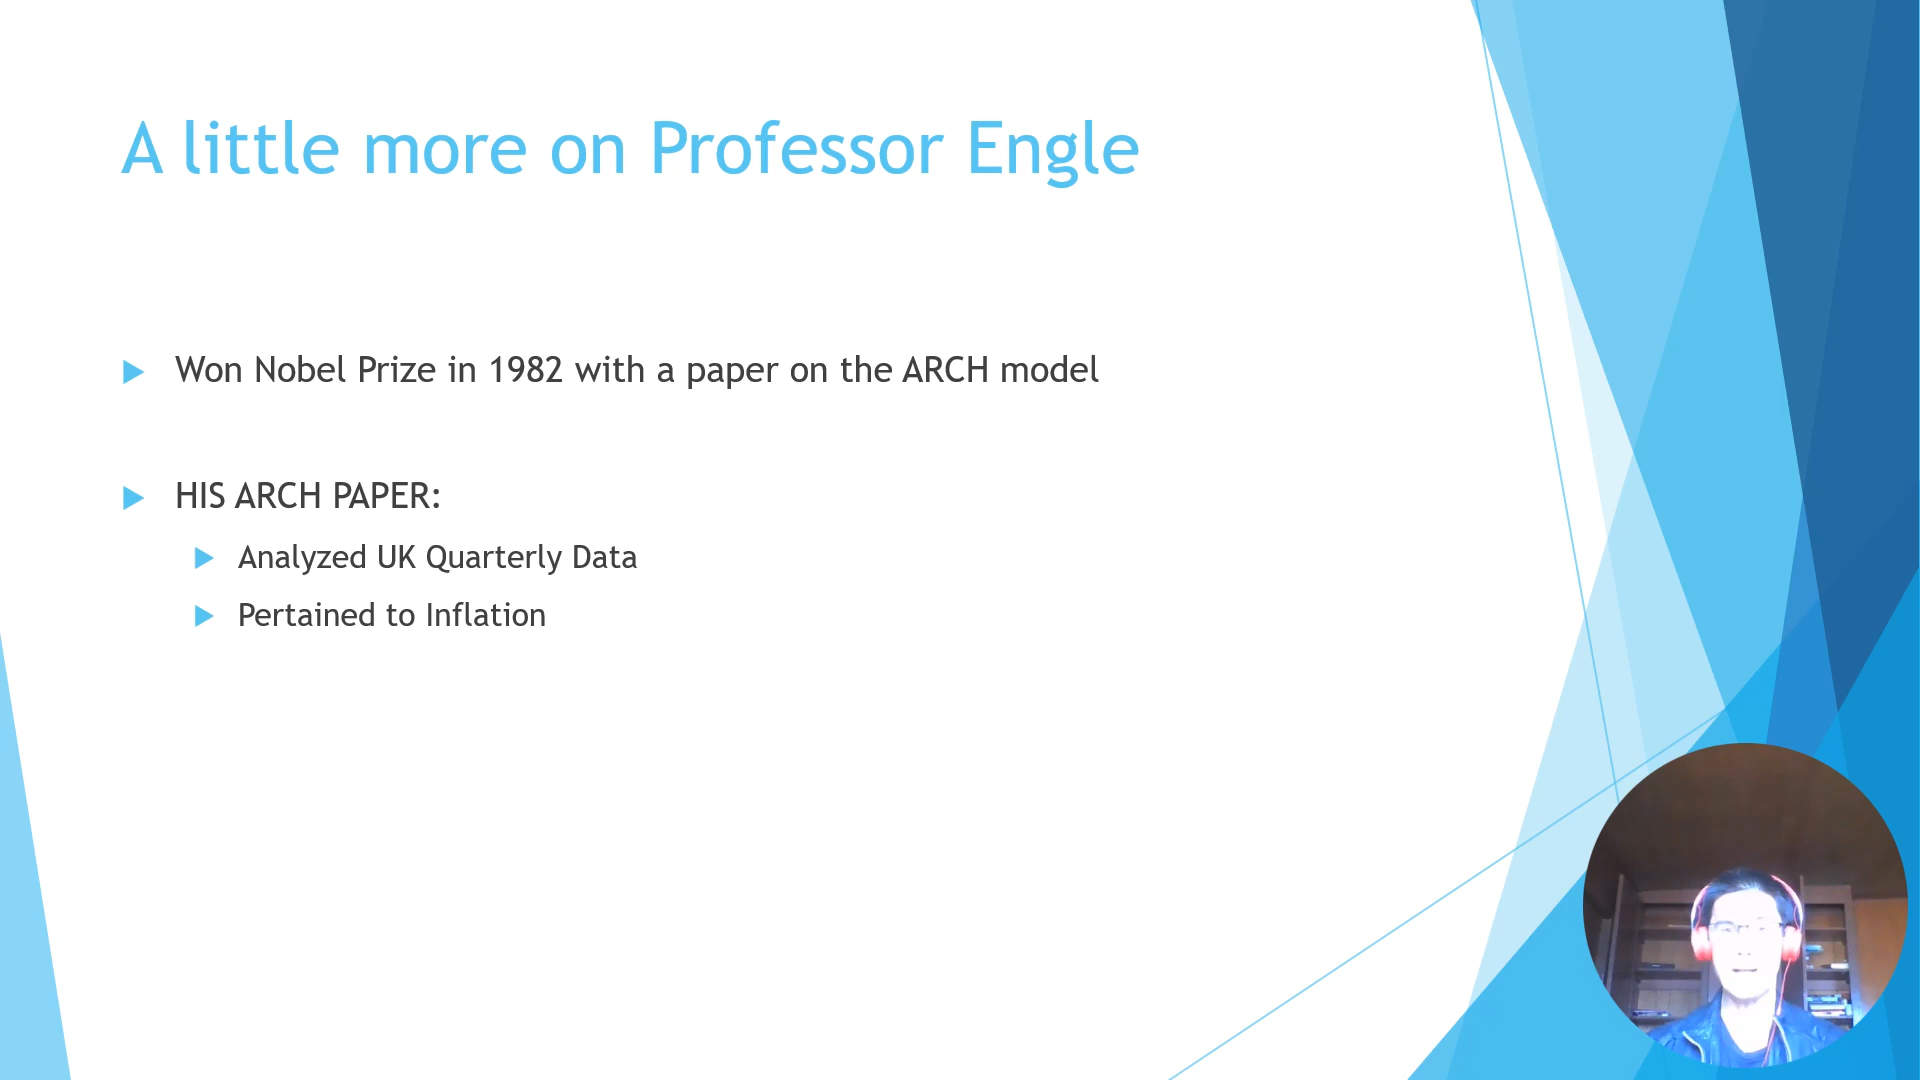 A little more on Professor Engle
Won Nobel Prize in 1982 with a paper on the ARCH model
HIS ARCH PAPER:
Analyzed UK Quarterly Data
Pertained to Inflation